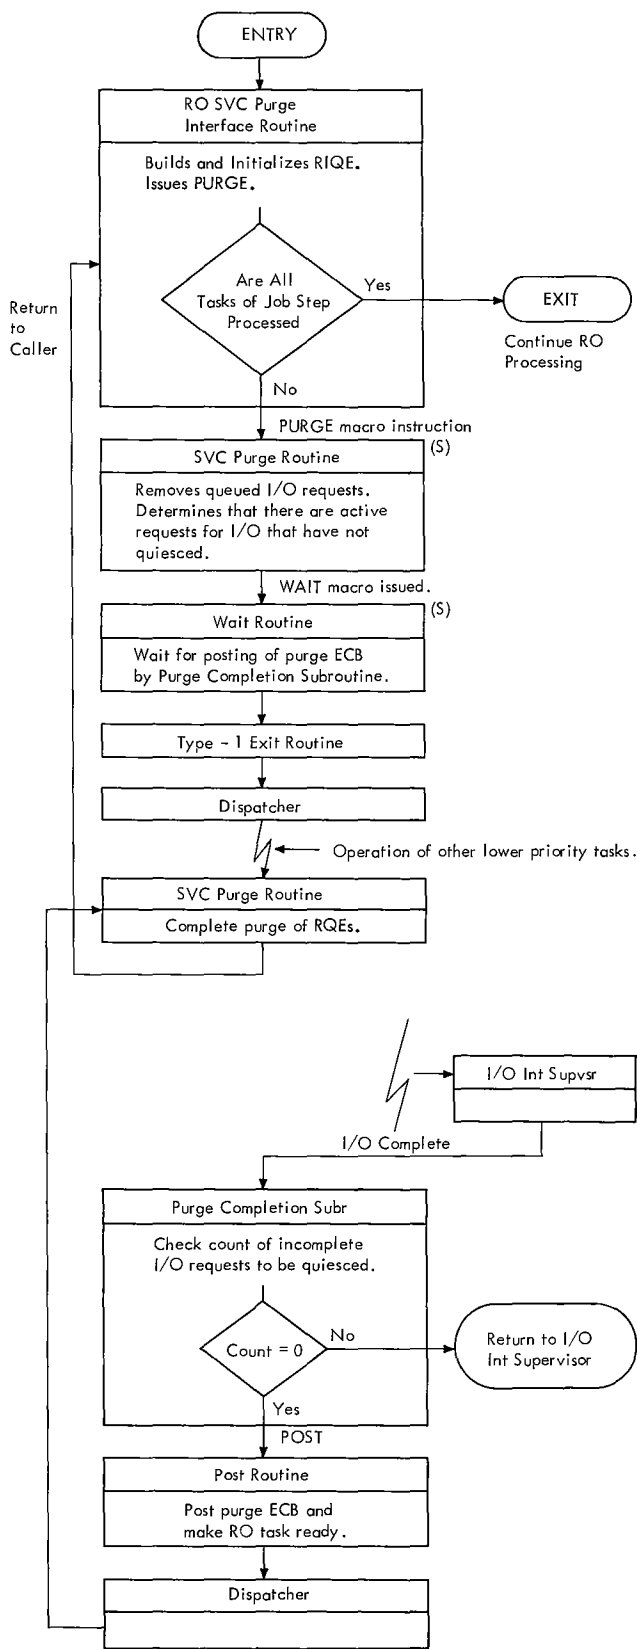 ENTRY
RO SVC Purge
Interface Routine
Builds and Initializes RIQE.
Issues PURGE.
Are All
Tasks of Job Step
Processed
Yes
EXIT
Continue RO
Processing
Return
to
Caller
No
PURGE macro instruction
(S)
SVC Purge Routine
Removes queued I/O requests.
Determines that there are active
requests for I/O that have not
quiesced.
WAIT macro issued.
(S)
Wait Routine
Wait for posting of purge ECB
by Purge Completion Subroutine.
Type - 1 Exit Routine
Dispatcher
Operation of other lower priority tasks.
SVC Purge Routine
Complete purge of RQEs.
I/O Int Supvsr
I/O Complete
Purge Completion Subr
Check count of incomplete
I/O requests to be quiesced.
Count = 0
No
Return to I/O
Int Supervisor
Yes
POST
Post Routine
Post purge ECB and
make RO task ready.
Dispatcher